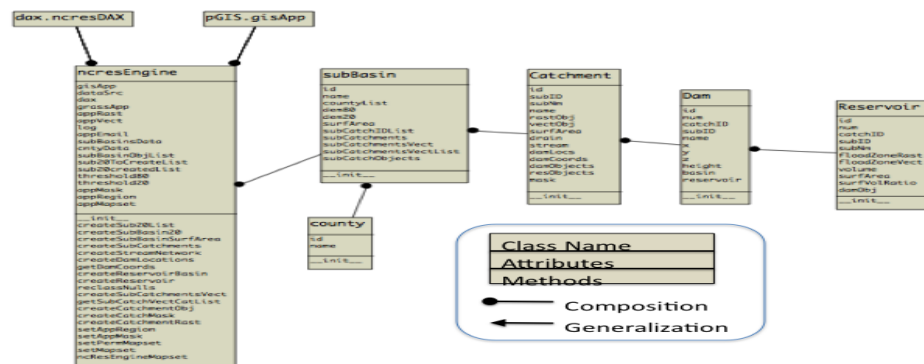 dax.ncresDAX
pGIS.gisApp
ncresEngine
gisApp
dataSrc
dax
grassApp
appRast
appVect
log
appEmail
subBasinsData
cntyData
subBasinObjList
sub20ToCreateList
sub20createdList
threshold80
threshold20
appMask
appRegion
appMapset
__init__
createSub20List
createSubBasin20
createSubBasinSurfArea
createSubCatchments
createStreamNetwork
createDamLocations
getDamCoords
createReservoirBasin
createReservoir
reclassNulls
createSubCatchmentsVect
getSubCatchVectCatList
createCatchmentObj
createCatchMask
createCatchmentRast
setAppRegion
setAppMask
setPermMapset
setMapset
ncResEngineMapset
subBasin
id
name
countyList
dem80
dem20
surfArea
subCatchIDList
subCatchments
subCatchmentsVect
subCatchmentsVectList
subCatchObjects
__init__
county
id
name
__init__
Catchment
id
subID
subNm
name
rastObj
vectObj
surfArea
drain
stream
damLocs
damCoords
damObjects
resObjects
mask
__init__
Dam
id
num
catchID
subID
name
x
y
z
height
basin
reservoir
__init__
Reservoir
id
num
catchID
subID
subNm
floodZoneRast
floodZoneVect
volume
surfArea
surfVolRatio
damObj
__init__
Class Name
Attributes
Methods
Composition
Generalization